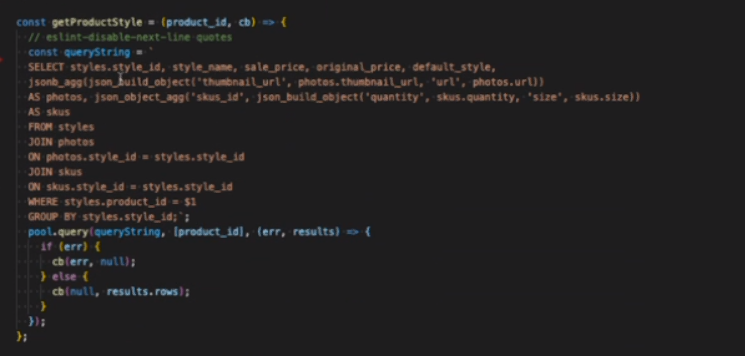 const getProductStyle = (product_id, cb) => {
// eslint-disable-next-line quotes
const queryString = `
SELECT styles.style_id, style_name, sale_price, original_price, default_style,
jsonb_agg(json_build_object('thumbnail_url', photos.thumbnail_url, 'url', photos.url))
AS photos, json_object_agg('skus_id', json_build_object('quantity', skus.quantity, 'size', skus.size))
AS skus
FROM styles
JOIN photos
ON photos.style_id = styles.style_id
JOIN skus
ON skus.style_id = styles.style_id
WHERE styles.product_id = $1
GROUP BY styles.style_id;`;
pool.query(queryString, [product_id], (err, results) => {
if (err) {
cb(err, null);
} else {
cb(null, results.rows);
}
});
};